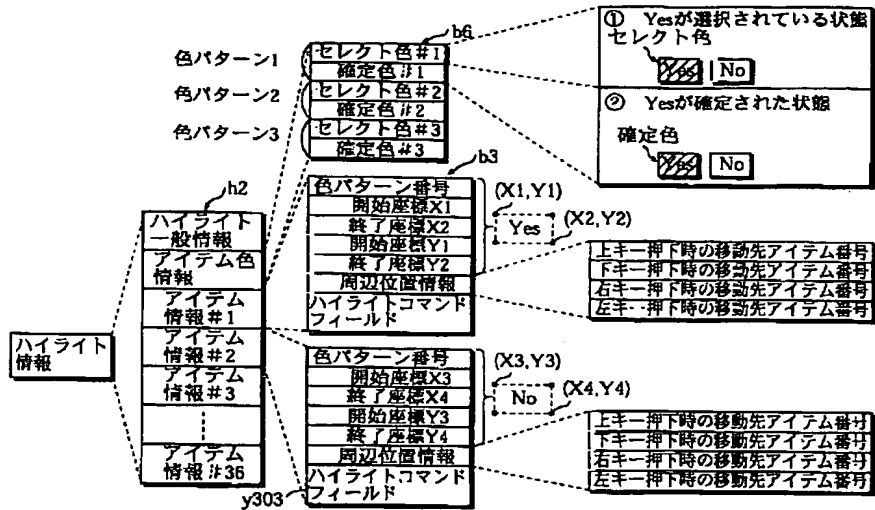 b6
色パターン1
色パターン2
色パターン3
セレクト色#1
確定色#1
セレクト色#2
確定色#2
セレクト色#3
確定色#3
① Yesが選択されている状態
セレクト色
Yes No
② Yesが確定された状態
確定色
Yes No
h2
ハイライト
情報
ハイライト
一般情報
アイテム色
情報
アイテム
情報#1
アイテム
情報#2
アイテム
情報#3
アイテム
情報#36
b3
色パターン番号
開始座標X1
終了座標X2
開始座標Y1
終了座標Y2
周辺位置情報
ハイライトコマンド
フィールド
(X1,Y1)
Yes
(X2,Y2)
上キー押下時の移動先アイテム番号
下キー押下時の移動先アイテム番号
右キー押下時の移動先アイテム番号
左キー押下時の移動先アイテム番号
色パターン番号
開始座標X3
終了座標X4
開始座標Y3
終了座標Y4
周辺位置情報
ハイライトコマンド
フィールド
y303
(X3,Y3)
No
(X4,Y4)
上キー押下時の移動先アイテム番号
下キー押下時の移動先アイテム番号
右キー押下時の移動先アイテム番号
左キー押下時の移動先アイテム番号